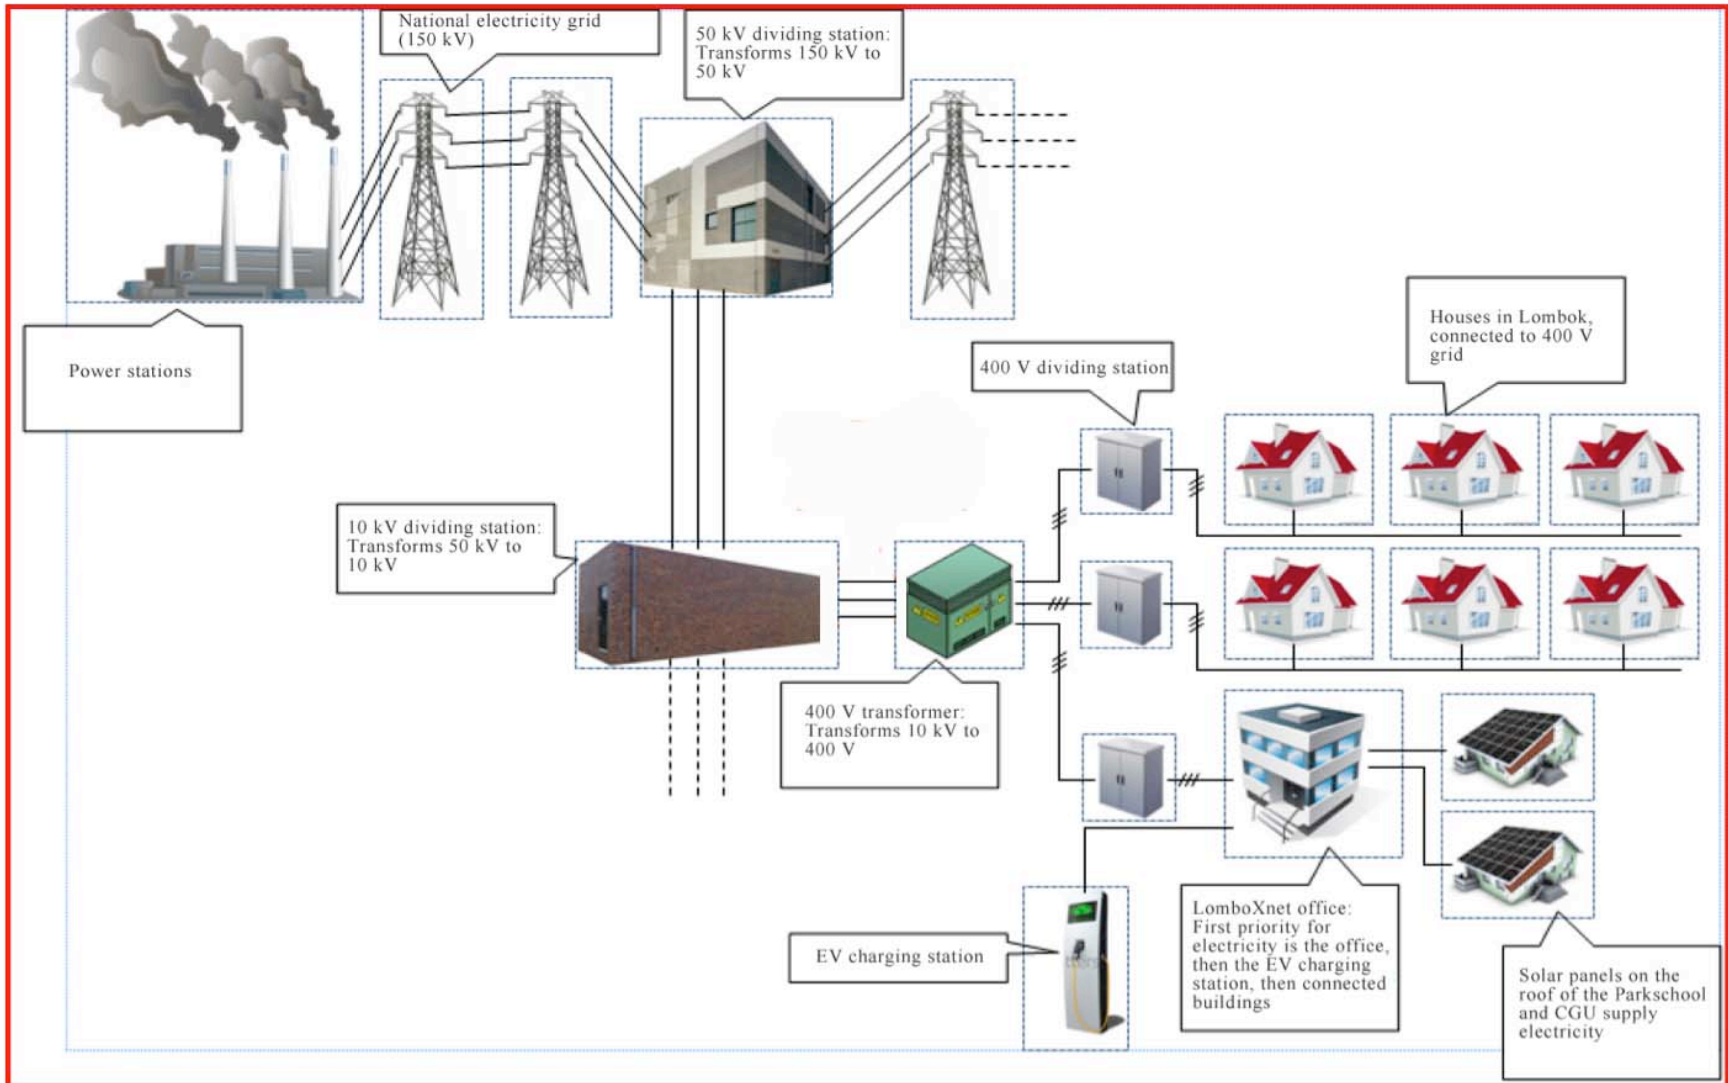 National electricity grid
(150 kV)
50 kV dividing station:
Transforms 150 kV to
50 kV
Power stations
Houses in Lombok,
connected to 400 V
grid
400 V dividing station
10 kV dividing station:
Transforms 50 kV to
10 kV
400 V transformer:
Transforms 10 kV to
400 V
EV charging station
LomboXnet office:
First priority for
electricity is the office,
then the EV charging
station, then connected
buildings
Solar panels on the
roof of the Parkschool
and CGU supply
electricity